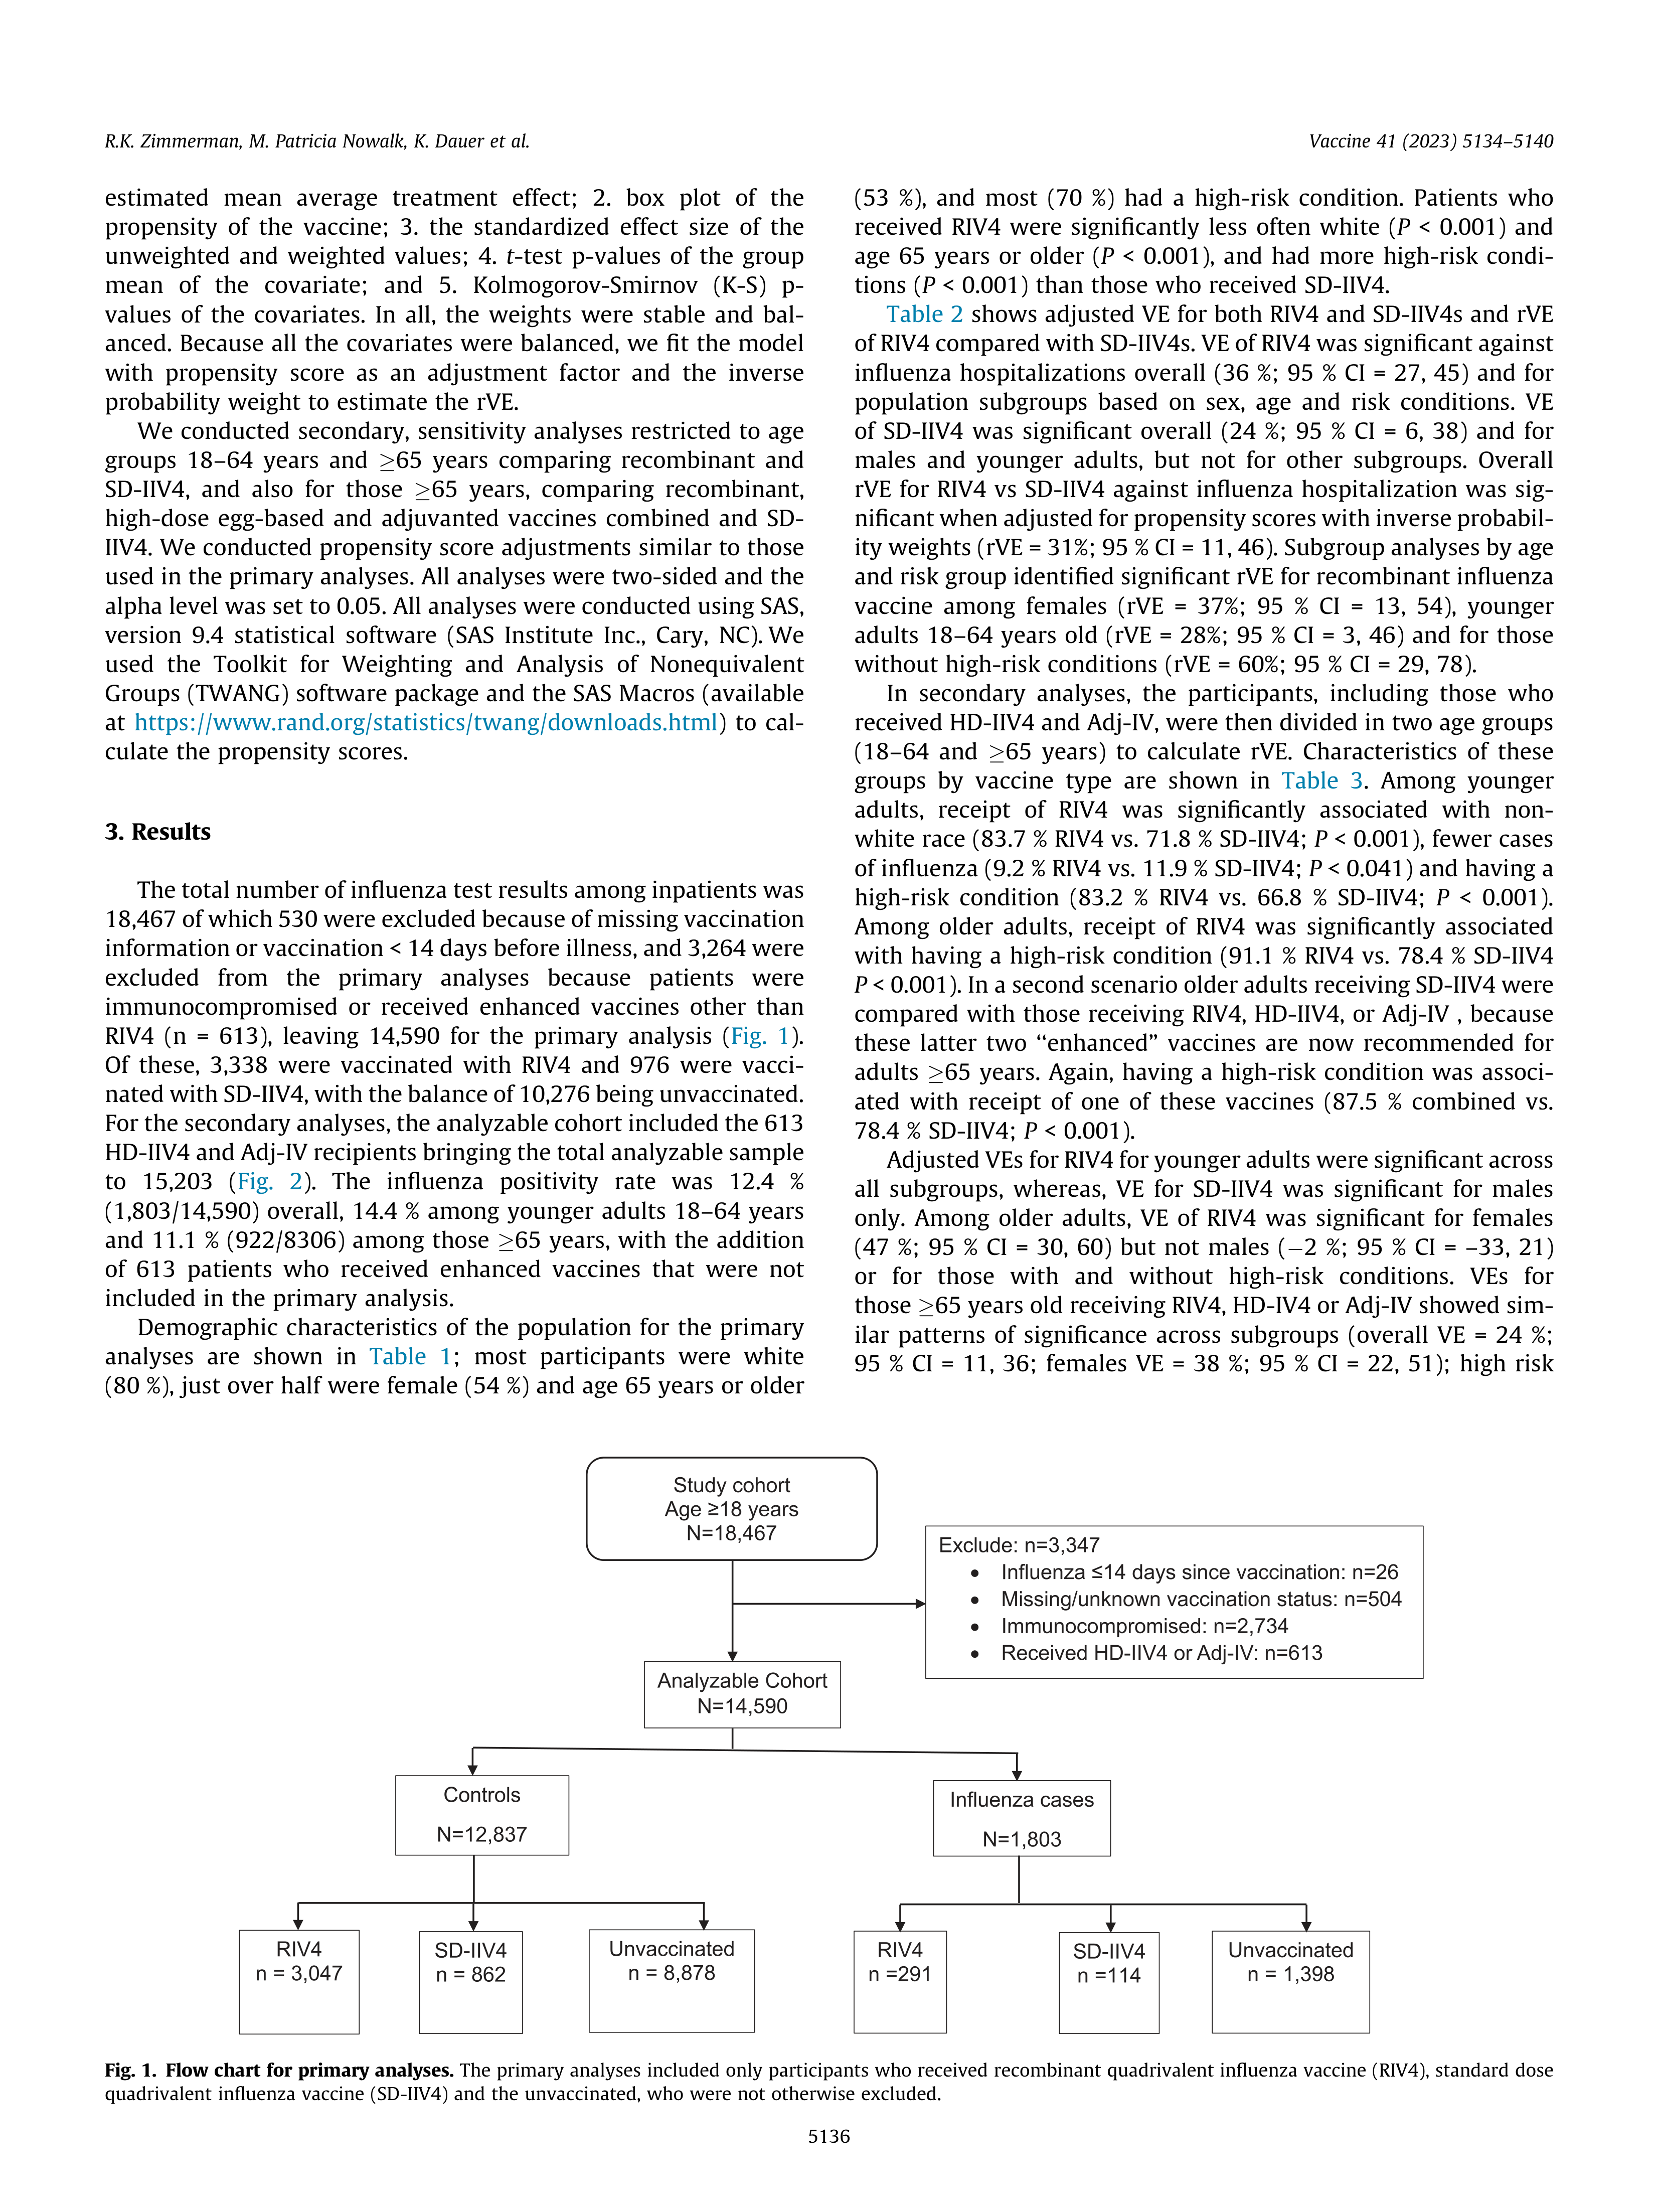 R.K. Zimmerman, M. Patricia Nowalk, K. Dauer et al.
Vaccine 41 (2023) 5134–5140
estimated mean average treatment effect; 2. box plot of the
propensity of the vaccine; 3. the standardized effect size of the
unweighted and weighted values; 4. t-test p-values of the group
mean of the covariate; and 5. Kolmogorov-Smirnov (K-S) p-
values of the covariates. In all, the weights were stable and bal-
anced. Because all the covariates were balanced, we fit the model
with propensity score as an adjustment factor and the inverse
probability weight to estimate the rVE.
We conducted secondary, sensitivity analyses restricted to age
groups 18–64 years and ≥65 years comparing recombinant and
SD-IIV4, and also for those ≥65 years, comparing recombinant,
high-dose egg-based and adjuvanted vaccines combined and SD-
IIV4. We conducted propensity score adjustments similar to those
used in the primary analyses. All analyses were two-sided and the
alpha level was set to 0.05. All analyses were conducted using SAS,
version 9.4 statistical software (SAS Institute Inc., Cary, NC). We
used the Toolkit for Weighting and Analysis of Nonequivalent
Groups (TWANG) software package and the SAS Macros (available
at https://www.rand.org/statistics/twang/downloads.html) to cal-
culate the propensity scores.
3. Results
The total number of influenza test results among inpatients was
18,467 of which 530 were excluded because of missing vaccination
information or vaccination < 14 days before illness, and 3,264 were
excluded from the primary analyses because patients were
immunocompromised or received enhanced vaccines other than
RIV4 (n = 613), leaving 14,590 for the primary analysis (Fig. 1).
Of these, 3,338 were vaccinated with RIV4 and 976 were vacci-
nated with SD-IIV4, with the balance of 10,276 being unvaccinated.
For the secondary analyses, the analyzable cohort included the 613
HD-IIV4 and Adj-IV recipients bringing the total analyzable sample
to 15,203 (Fig. 2). The influenza positivity rate was 12.4 %
(1,803/14,590) overall, 14.4 % among younger adults 18–64 years
and 11.1 % (922/8306) among those ≥65 years, with the addition
of 613 patients who received enhanced vaccines that were not
included in the primary analysis.
Demographic characteristics of the population for the primary
analyses are shown in Table 1; most participants were white
(80 %), just over half were female (54 %) and age 65 years or older
(53 %), and most (70 %) had a high-risk condition. Patients who
received RIV4 were significantly less often white (P < 0.001) and
age 65 years or older (P < 0.001), and had more high-risk condi-
tions (P < 0.001) than those who received SD-IIV4.
Table 2 shows adjusted VE for both RIV4 and SD-IIV4s and rVE
of RIV4 compared with SD-IIV4s. VE of RIV4 was significant against
influenza hospitalizations overall (36 %; 95 % CI = 27, 45) and for
population subgroups based on sex, age and risk conditions. VE
of SD-IIV4 was significant overall (24 %; 95 % CI = 6, 38) and for
males and younger adults, but not for other subgroups. Overall
rVE for RIV4 vs SD-IIV4 against influenza hospitalization was sig-
nificant when adjusted for propensity scores with inverse probabil-
ity weights (rVE = 31%; 95 % CI = 11, 46). Subgroup analyses by age
and risk group identified significant rVE for recombinant influenza
vaccine among females (rVE = 37%; 95 % CI = 13, 54), younger
adults 18–64 years old (rVE = 28%; 95 % CI = 3, 46) and for those
without high-risk conditions (rVE = 60%; 95 % CI = 29, 78).
In secondary analyses, the participants, including those who
received HD-IIV4 and Adj-IV, were then divided in two age groups
(18–64 and ≥65 years) to calculate rVE. Characteristics of these
groups by vaccine type are shown in Table 3. Among younger
adults, receipt of RIV4 was significantly associated with non-
white race (83.7 % RIV4 vs. 71.8 % SD-IIV4; P < 0.001), fewer cases
of influenza (9.2 % RIV4 vs. 11.9 % SD-IIV4; P < 0.041) and having a
high-risk condition (83.2 % RIV4 vs. 66.8 % SD-IIV4; P < 0.001).
Among older adults, receipt of RIV4 was significantly associated
with having a high-risk condition (91.1 % RIV4 vs. 78.4 % SD-IIV4
P < 0.001). In a second scenario older adults receiving SD-IIV4 were
compared with those receiving RIV4, HD-IIV4, or Adj-IV , because
these latter two ‘‘enhanced” vaccines are now recommended for
adults ≥65 years. Again, having a high-risk condition was associ-
ated with receipt of one of these vaccines (87.5 % combined vs.
78.4 % SD-IIV4; P < 0.001).
Adjusted VEs for RIV4 for younger adults were significant across
all subgroups, whereas, VE for SD-IIV4 was significant for males
only. Among older adults, VE of RIV4 was significant for females
(47 %; 95 % CI = 30, 60) but not males (−2 %; 95 % CI = –33, 21)
or for those with and without high-risk conditions. VEs for
those ≥65 years old receiving RIV4, HD-IV4 or Adj-IV showed sim-
ilar patterns of significance across subgroups (overall VE = 24 %;
95 % CI = 11, 36; females VE = 38 %; 95 % CI = 22, 51); high risk
Study cohort
Age ≥18 years
N=18,467
Exclude: n=3,347
• Influenza ≤14 days since vaccination: n=26
• Missing/unknown vaccination status: n=504
• Immunocompromised: n=2,734
• Received HD-IIV4 or Adj-IV: n=613
Analyzable Cohort
N=14,590
Controls
N=12,837
Influenza cases
N=1,803
RIV4
n = 3,047
SD-IIV4
n = 862
Unvaccinated
n = 8,878
RIV4
n =291
SD-IIV4
n =114
Unvaccinated
n = 1,398
Fig. 1. Flow chart for primary analyses. The primary analyses included only participants who received recombinant quadrivalent influenza vaccine (RIV4), standard dose
quadrivalent influenza vaccine (SD-IIV4) and the unvaccinated, who were not otherwise excluded.
5136